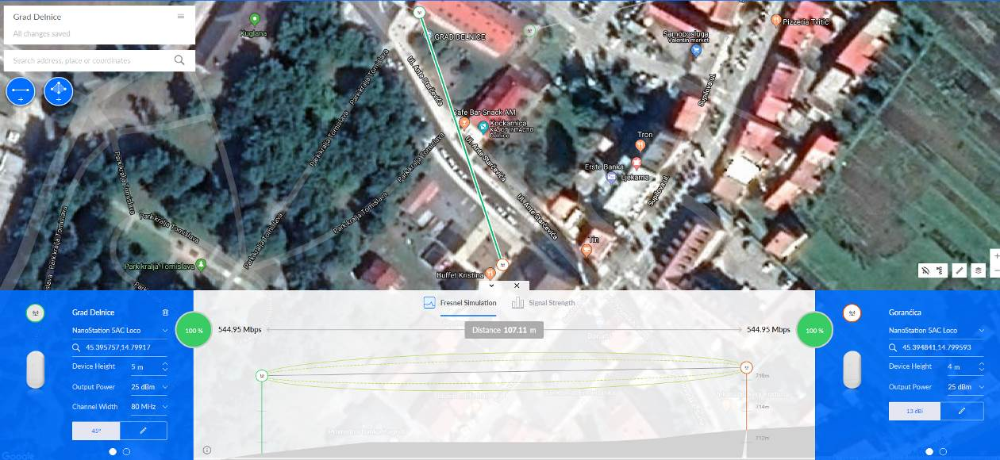 Grad Delnice
All changes saved
Search address, place or coordinates
Kuglana
GRAD DELNICE
Samoposluga
Valentin market
Pizzeria Tvitić
Ul. Ante Starčevića
Park kralja Tomislava
Supilova ul.
Cafe Bar Snack AM
Kockarnica
KAJOT INTACTO
Delnice
Park kralja Tomislava
Tron
Ul. Ante Starčevića
Park kralja Tomislava
Erste Banka
Ljekarna
Park kralja Tomislava
Supilova ul.
Park kralja Tomislava
Ul. Ante Starčevića
Park kralja Tomislava
Park kralja Tomislava
Park kralja Tomislava
Tin
Park kralja Tomislava
Buffet Kristina
Fresnel Simulation
Signal Strength
Grad Delnice
NanoStation 5AC Loco
45.395757,14.79917
Device Height 5 m
Output Power 25 dBm
Channel Width 80 MHz
45°
100 %
544.95 Mbps
Distance 107.11 m
544.95 Mbps
100 %
716m
714m
712m
Gorančica
NanoStation 5AC Loco
45.394841,14.799593
Device Height 4 m
Output Power 25 dBm
13 dBi
Google